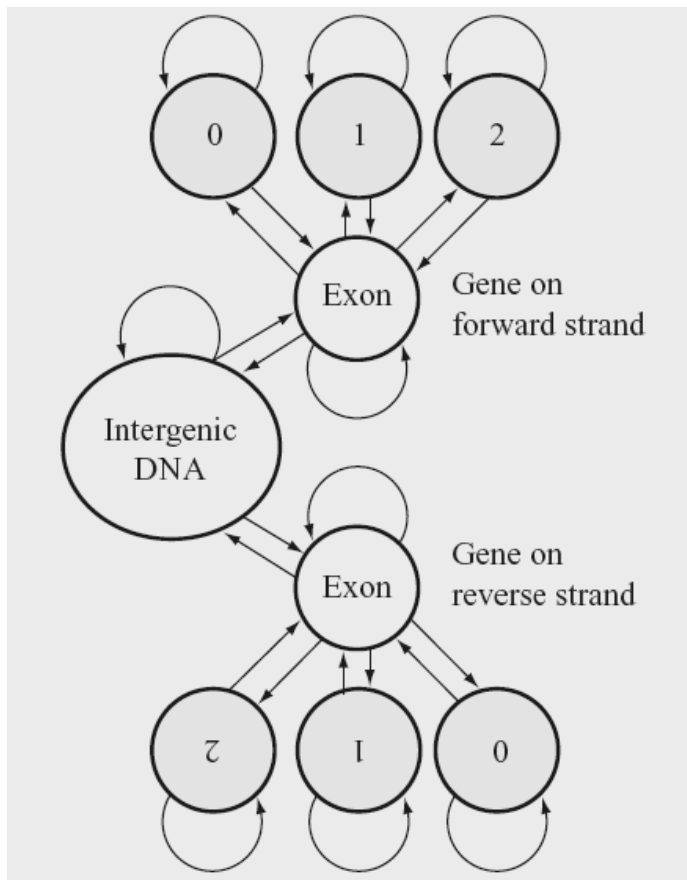 0 1 2
Exon
Gene on
forward strand
Intergenic
DNA
Exon
Gene on
reverse strand
2 1 0